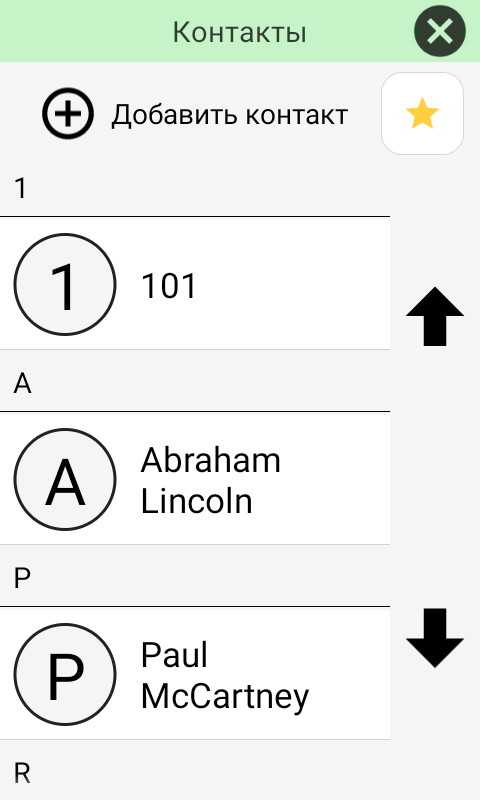 Контакты
Добавить контакт
1
1
101
A
A
Abraham
Lincoln
P
P
Paul
McCartney
R